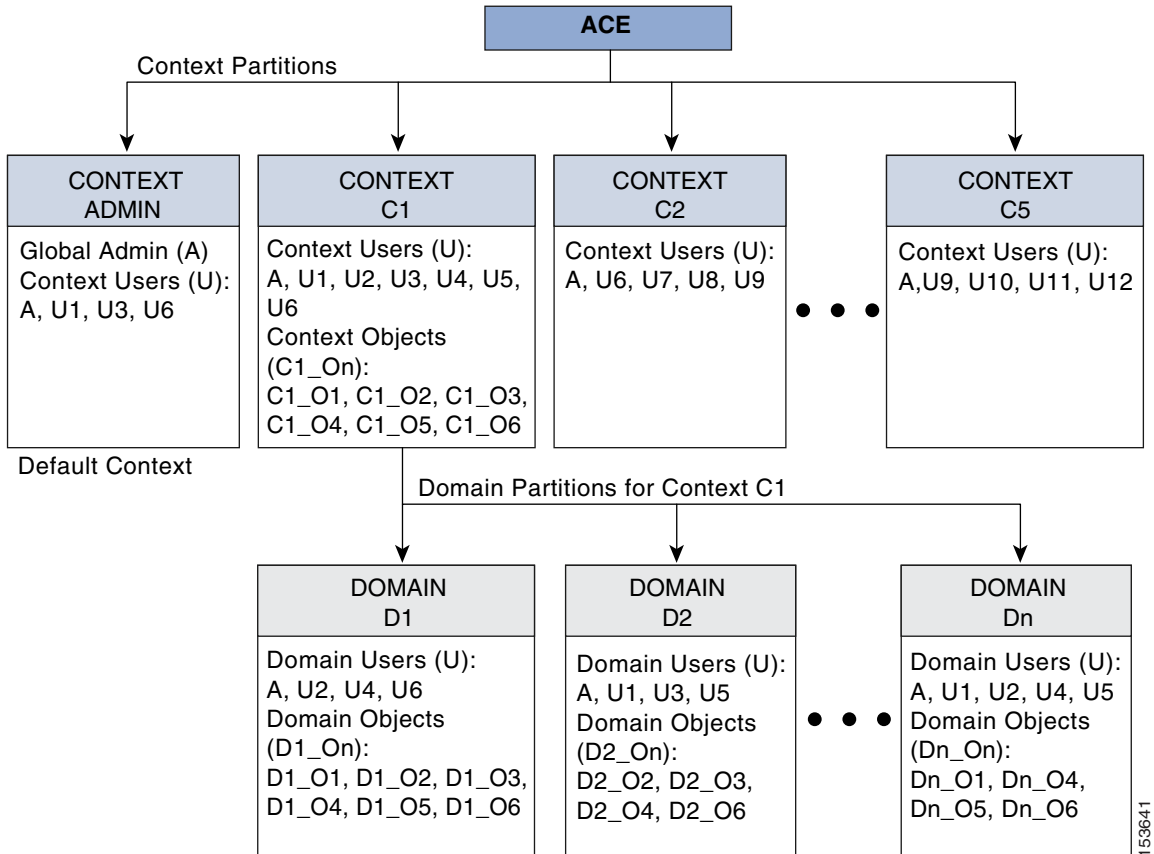 ACE
Context Partitions
CONTEXT
ADMIN
Global Admin (A)
Context Users (U):
A, U1, U3, U6
Default Context
CONTEXT
C1
Context Users (U):
A, U1, U2, U3, U4, U5,
U6
Context Objects
(C1_On):
C1_O1, C1_O2, C1_O3,
C1_O4, C1_O5, C1_O6
CONTEXT
C2
Context Users (U):
A, U6, U7, U8, U9
CONTEXT
C5
Context Users (U):
A,U9, U10, U11, U12
Domain Partitions for Context C1
DOMAIN
D1
Domain Users (U):
A, U2, U4, U6
Domain Objects
(D1_On):
D1_O1, D1_O2, D1_O3,
D1_O4, D1_O5, D1_O6
DOMAIN
D2
Domain Users (U):
A, U1, U3, U5
Domain Objects
(D2_On):
D2_O2, D2_O3,
D2_O4, D2_O6
DOMAIN
Dn
Domain Users (U):
A, U1, U2, U4, U5
Domain Objects
(Dn_On):
Dn_O1, Dn_O4,
Dn_O5, Dn_O6
153641